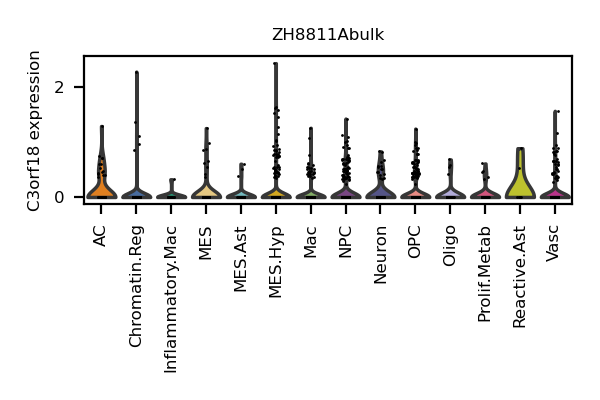 ZH8811Abulk
C3orf18 expression
2
0
AC
Chromatin.Reg
Inflammatory.Mac
MES
MES.Ast
MES.Hyp
Mac
NPC
Neuron
OPC
Oligo
Prolif.Metab
Reactive.Ast
Vasc